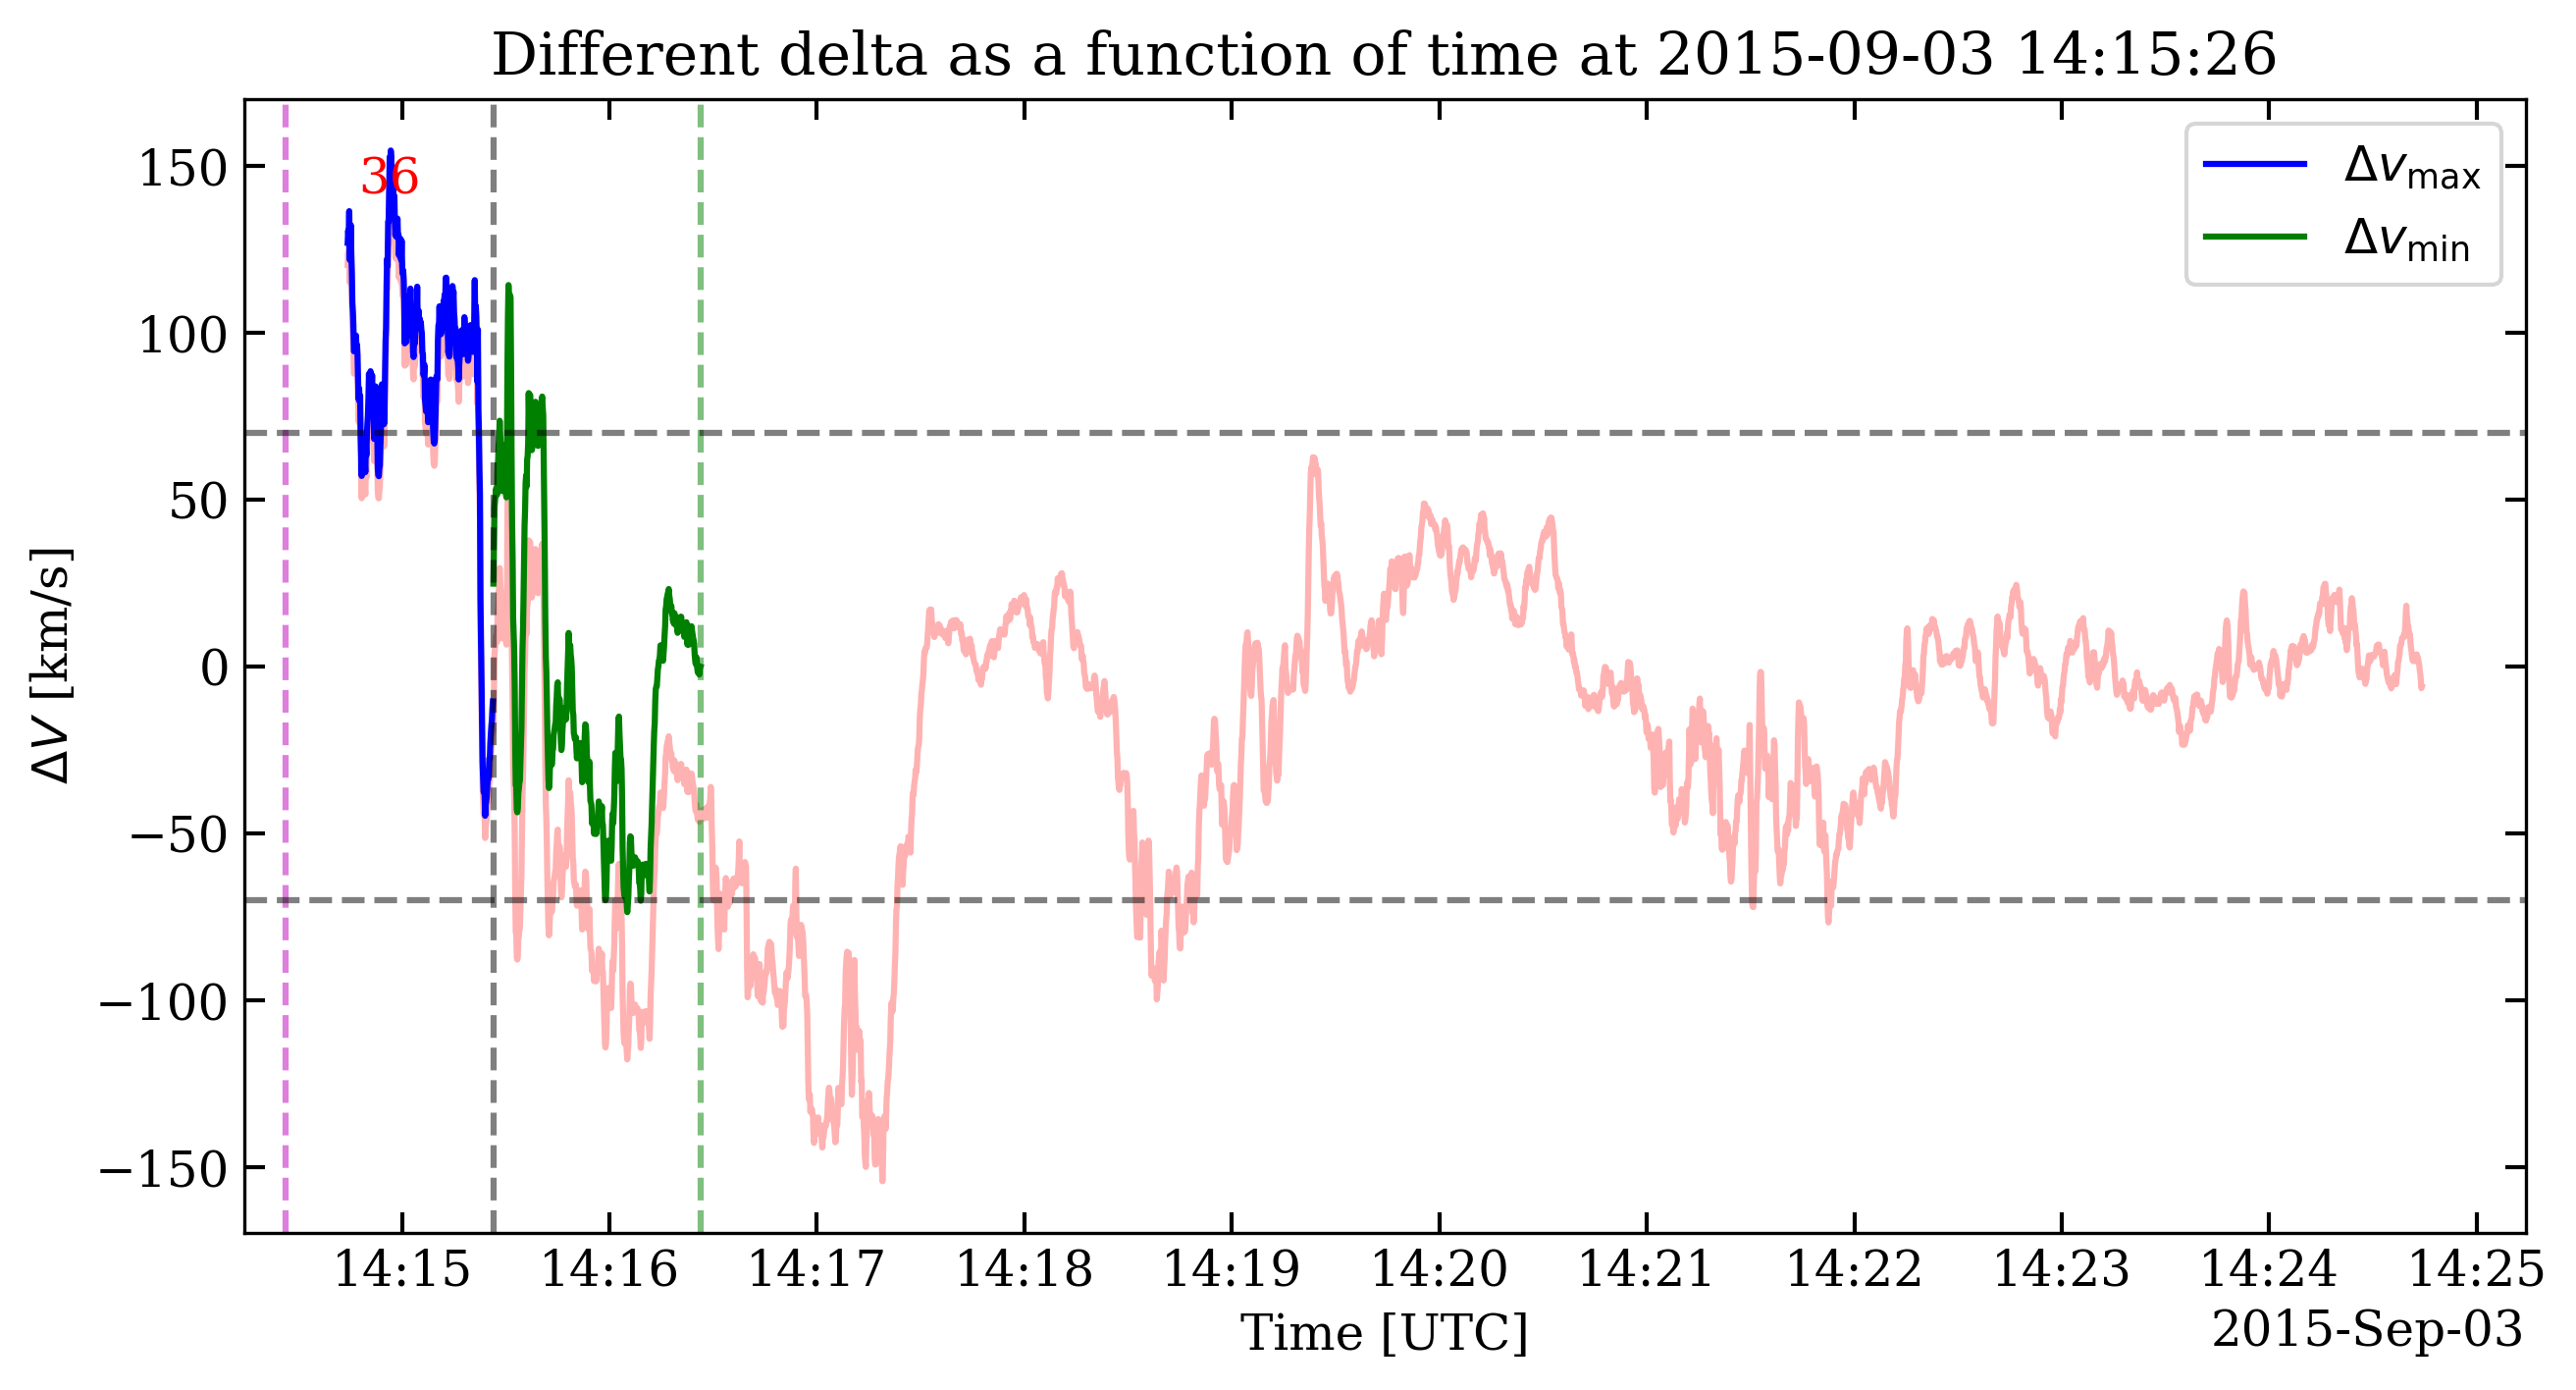 Different delta as a function of time at 2015-09-03 14:15:26
36
Δv_max
Δv_min
150
100
50
0
−50
−100
−150
ΔV [km/s]
14:15 14:16 14:17 14:18 14:19 14:20 14:21 14:22 14:23 14:24 14:25
Time [UTC]
2015-Sep-03